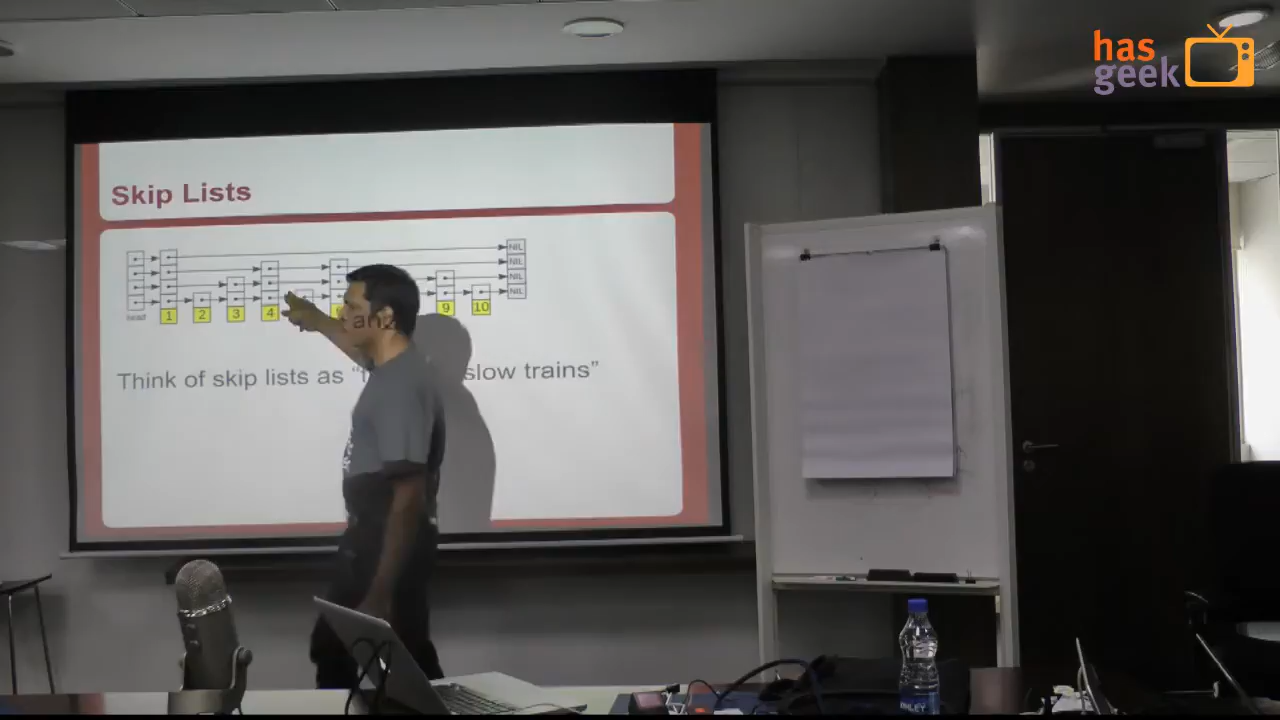 has
geek
Skip Lists
NIL
NIL
NIL
NIL
head
1 2 3 4 9 10
Think of skip lists as “ slow trains”